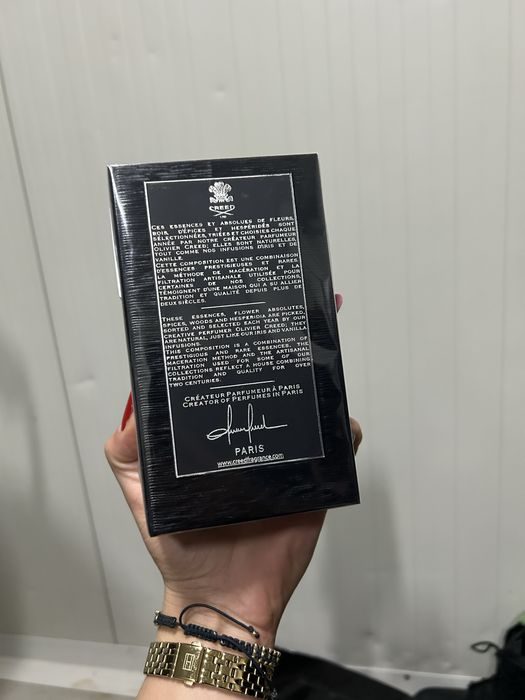 CREED
CES ESSENCES ET ABSOLUES DE FLEURS,
BOIS, D'ÉPICES ET HESPÉRIDÉS SONT
SÉLECTIONNÉES, TRIÉES ET CHOISIES CHAQUE
ANNÉE PAR NOTRE CRÉATEUR PARFUMEUR
OLIVIER CREED; ELLES SONT NATURELLES,
TOUT COMME NOS INFUSIONS D'IRIS ET DE
VANILLE.
CETTE COMPOSITION EST UNE COMBINAISON
D'ESSENCES PRESTIGIEUSES ET RARES.
LA MÉTHODE DE MACÉRATION ET LA
FILTRATION ARTISANALE UTILISÉE POUR
CERTAINES DE NOS COLLECTIONS,
TÉMOIGNENT D'UNE MAISON QUI A SU ALLIER
TRADITION ET QUALITÉ DEPUIS PLUS DE
DEUX SIÈCLES.
THESE ESSENCES, FLOWER ABSOLUTES,
SPICES, WOODS AND HESPERIDIA ARE PICKED,
SORTED AND SELECTED EACH YEAR BY OUR
CREATIVE PERFUMER OLIVIER CREED; THEY
ARE NATURAL, JUST LIKE OUR IRIS AND VANILLA
INFUSIONS.
THIS COMPOSITION IS A COMBINATION OF
PRESTIGIOUS AND RARE ESSENCES. THE
MACERATION METHOD AND THE ARTISANAL
FILTRATION USED FOR SOME OF OUR
COLLECTIONS REFLECT A HOUSE COMBINING
TRADITION AND QUALITY FOR OVER
TWO CENTURIES.
CRÉATEUR PARFUMEUR À PARIS
CREATOR OF PERFUMES IN PARIS
PARIS
www.creedfragrance.com